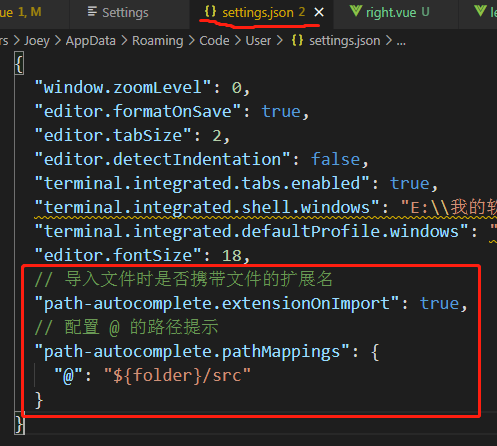 ue 1, M Settings settings.json 2 right.vue U le
rs > Joey > AppData > Roaming > Code > User > settings.json > ...
{
"window.zoomLevel": 0,
"editor.formatOnSave": true,
"editor.tabSize": 2,
"editor.detectIndentation": false,
"terminal.integrated.tabs.enabled": true,
"terminal.integrated.shell.windows": "E:\\我的软
"terminal.integrated.defaultProfile.windows": "
"editor.fontSize": 18,
// 导入文件时是否携带文件的扩展名
"path-autocomplete.extensionOnImport": true,
// 配置 @ 的路径提示
"path-autocomplete.pathMappings": {
"@": "${folder}/src"
}
}